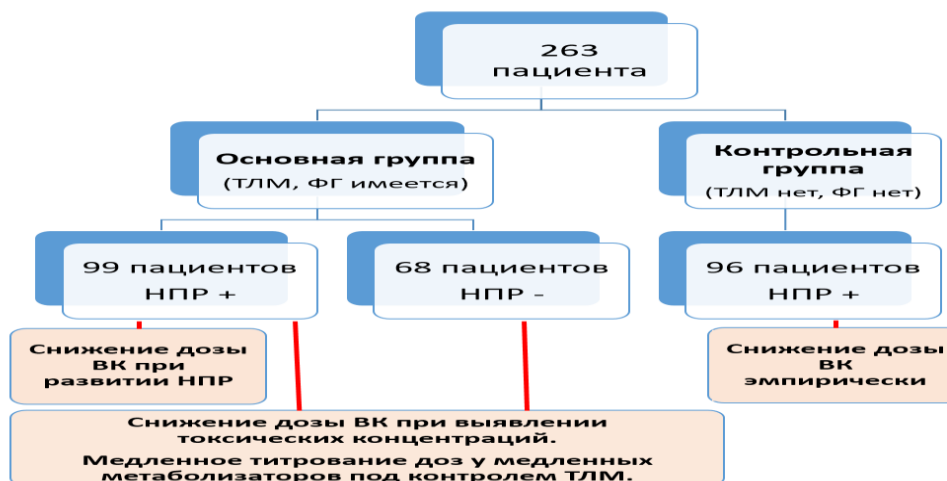 263
пациента
Основная группа
(ТЛМ, ФГ имеется)
Контрольная
группа
(ТЛМ нет, ФГ нет)
99 пациентов
НПР +
68 пациентов
НПР -
96 пациентов
НПР +
Снижение дозы
ВК при
развитии НПР
Снижение дозы
ВК
эмпирически
Снижение дозы ВК при выявлении
токсических концентраций.
Медленное титрование доз у медленных
метаболизаторов под контролем ТЛМ.